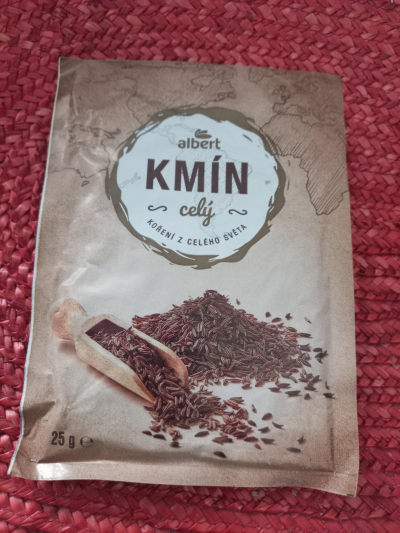 albert
KMÍN
celý
KOŘENÍ Z CELÉHO SVĚTA
25 g ℮